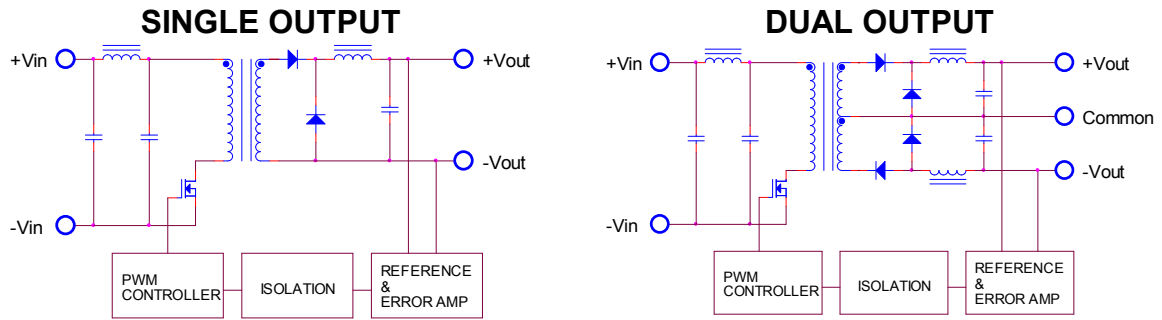 SINGLE OUTPUT
+Vin
+Vout
-Vout
-Vin
PWM
CONTROLLER
ISOLATION
REFERENCE
&
ERROR AMP
DUAL OUTPUT
+Vin
+Vout
Common
-Vout
-Vin
PWM
CONTROLLER
ISOLATION
REFERENCE
&
ERROR AMP